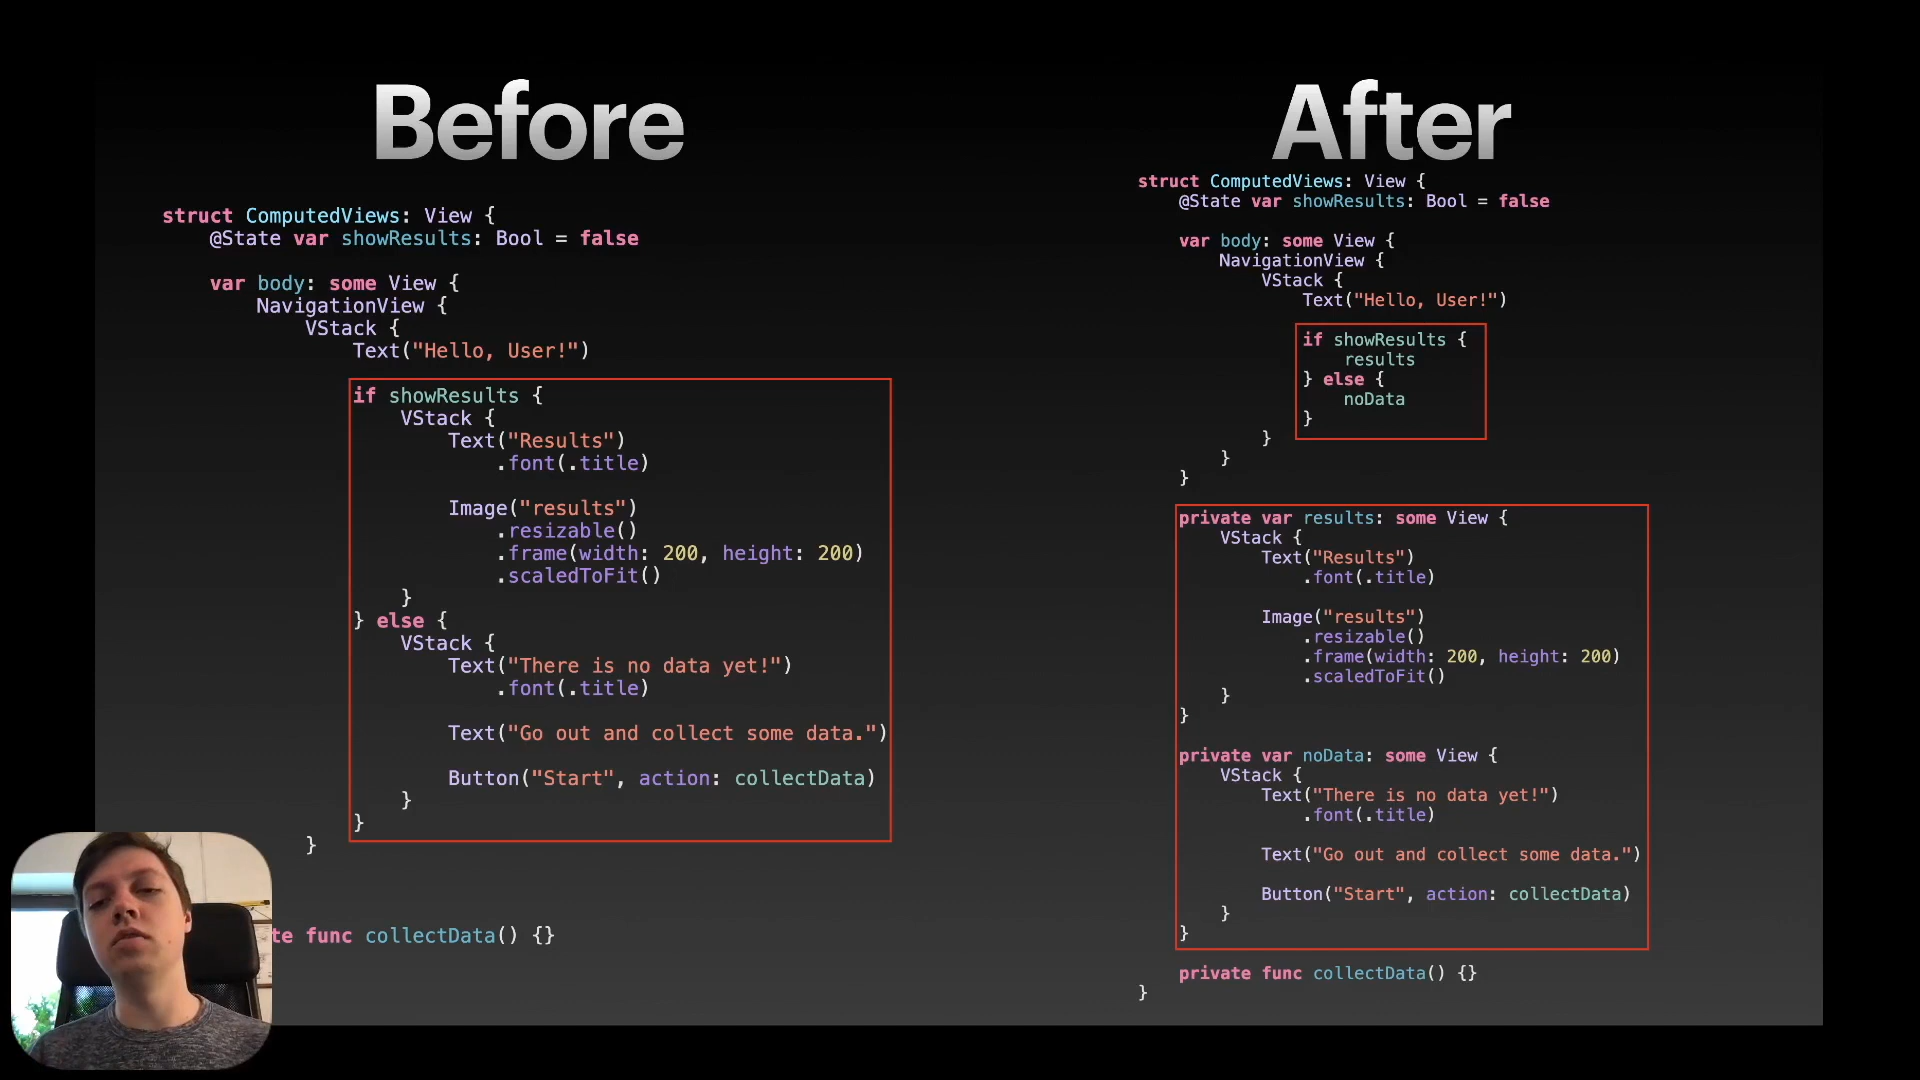 Before
struct ComputedViews: View {
@State var showResults: Bool = false
var body: some View {
NavigationView {
VStack {
Text("Hello, User!")
if showResults {
VStack {
Text("Results")
.font(.title)
Image("results")
.resizable()
.frame(width: 200, height: 200)
.scaledToFit()
}
} else {
VStack {
Text("There is no data yet!")
.font(.title)
Text("Go out and collect some data.")
Button("Start", action: collectData)
}
}
}
te func collectData() {}
After
struct ComputedViews: View {
@State var showResults: Bool = false
var body: some View {
NavigationView {
VStack {
Text("Hello, User!")
if showResults {
results
} else {
noData
}
}
}
}
private var results: some View {
VStack {
Text("Results")
.font(.title)
Image("results")
.resizable()
.frame(width: 200, height: 200)
.scaledToFit()
}
}
private var noData: some View {
VStack {
Text("There is no data yet!")
.font(.title)
Text("Go out and collect some data.")
Button("Start", action: collectData)
}
}
private func collectData() {}
}